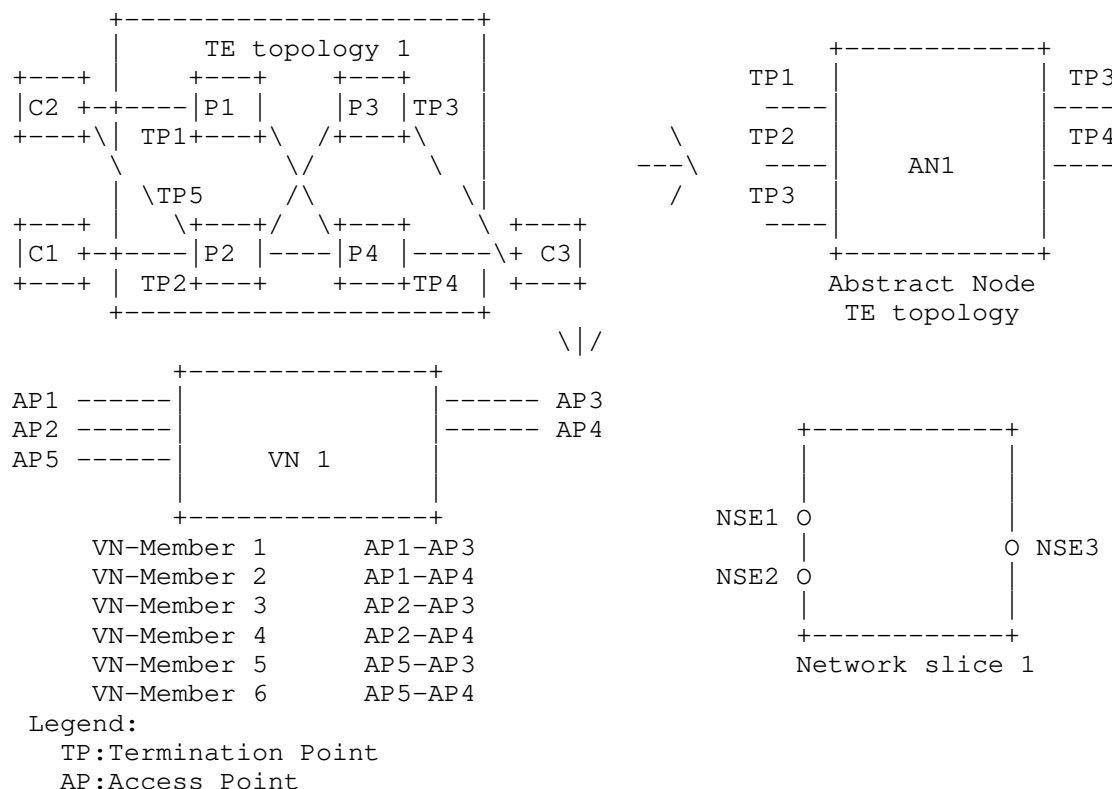 TE topology 1
TP1 TP3
C2 P1 P3 TP3
TP1 TP2 TP4
AN1
TP5 TP3
C1 P2 P4 C3
TP2 TP4 Abstract Node
TE topology
AP1 AP3
AP2 AP4
AP5 VN 1
NSE1
VN-Member 1 AP1-AP3 NSE3
VN-Member 2 AP1-AP4 NSE2
VN-Member 3 AP2-AP3
VN-Member 4 AP2-AP4
VN-Member 5 AP5-AP3 Network slice 1
VN-Member 6 AP5-AP4
Legend:
TP:Termination Point
AP:Access Point